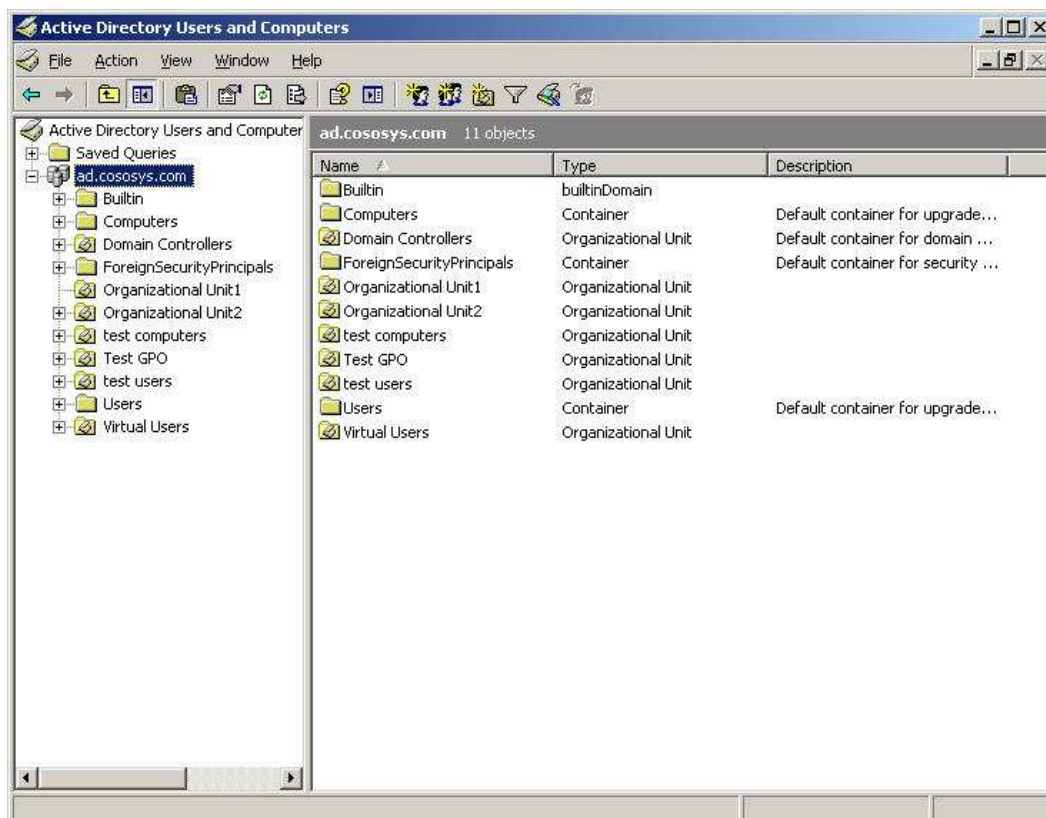 Active Directory Users and Computers
File Action View Window Help
Active Directory Users and Computer
Saved Queries
ad.cososys.com
Builtin
Computers
Domain Controllers
ForeignSecurityPrincipals
Organizational Unit1
Organizational Unit2
test computers
Test GPO
test users
Users
Virtual Users
ad.cososys.com 11 objects
Name Type Description
Builtin builtinDomain
Computers Container Default container for upgrade...
Domain Controllers Organizational Unit Default container for domain ...
ForeignSecurityPrincipals Container Default container for security ...
Organizational Unit1 Organizational Unit
Organizational Unit2 Organizational Unit
test computers Organizational Unit
Test GPO Organizational Unit
test users Organizational Unit
Users Container Default container for upgrade...
Virtual Users Organizational Unit